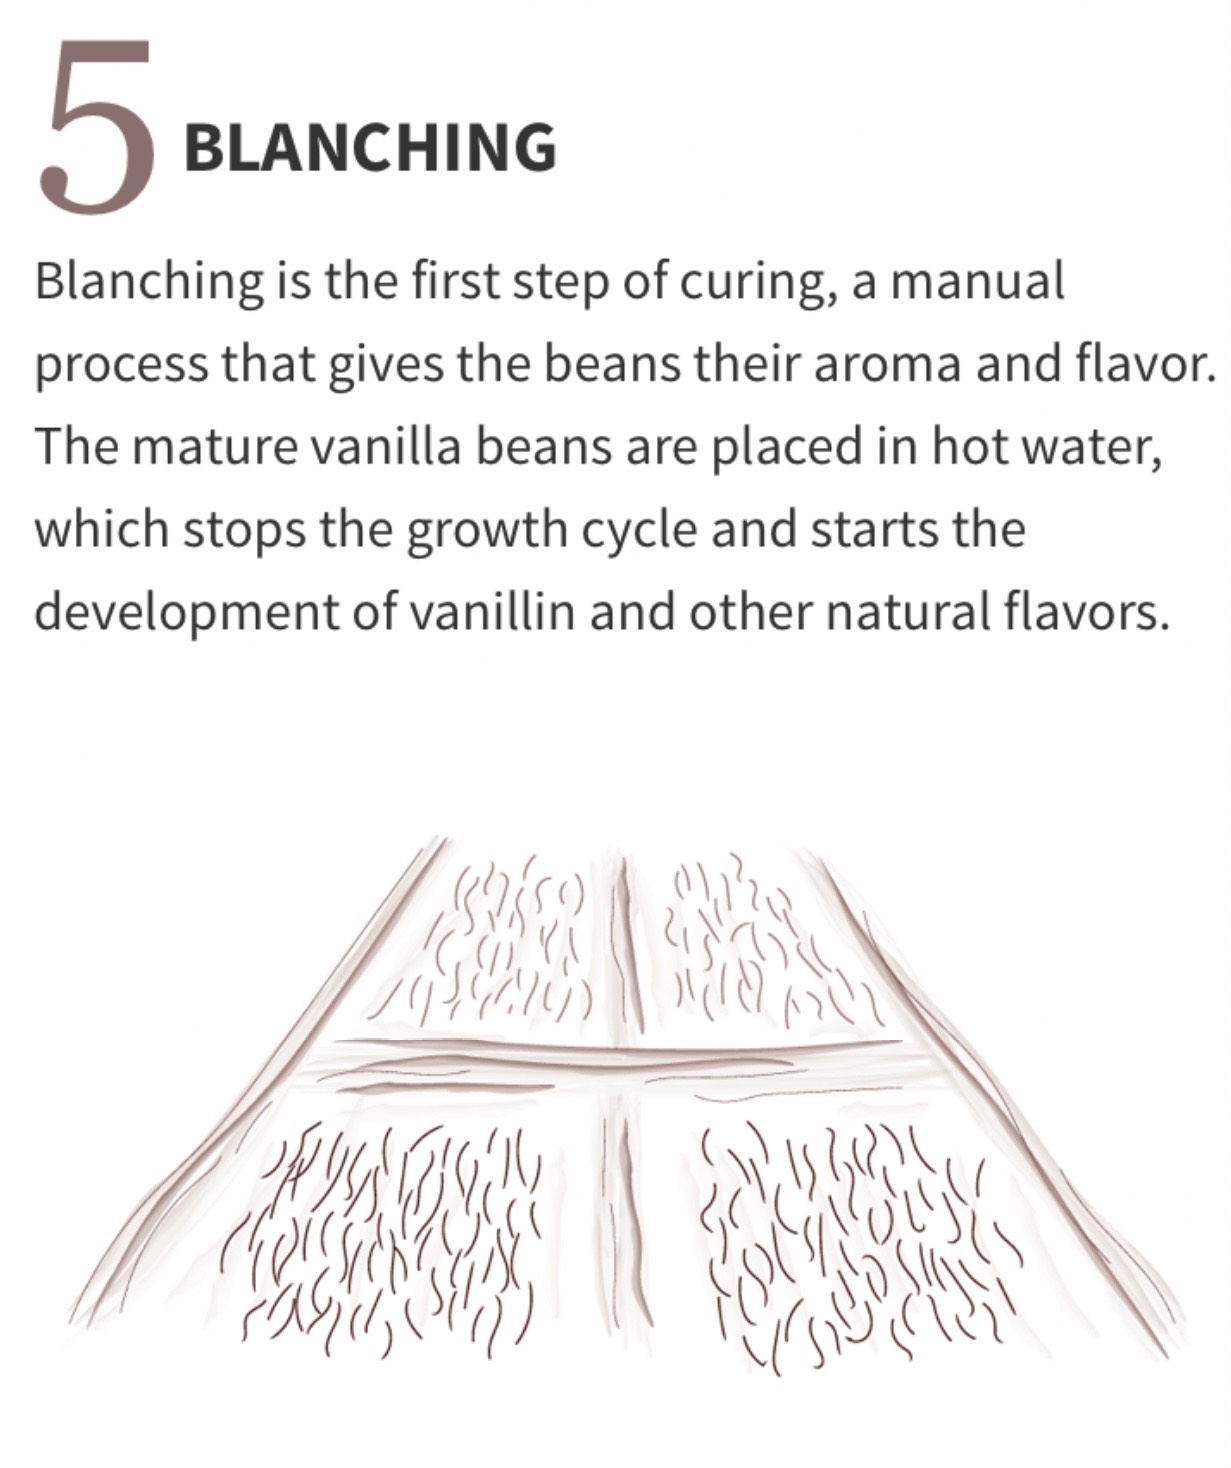 5 BLANCHING
Blanching is the first step of curing, a manual
process that gives the beans their aroma and flavor.
The mature vanilla beans are placed in hot water,
which stops the growth cycle and starts the
development of vanillin and other natural flavors.